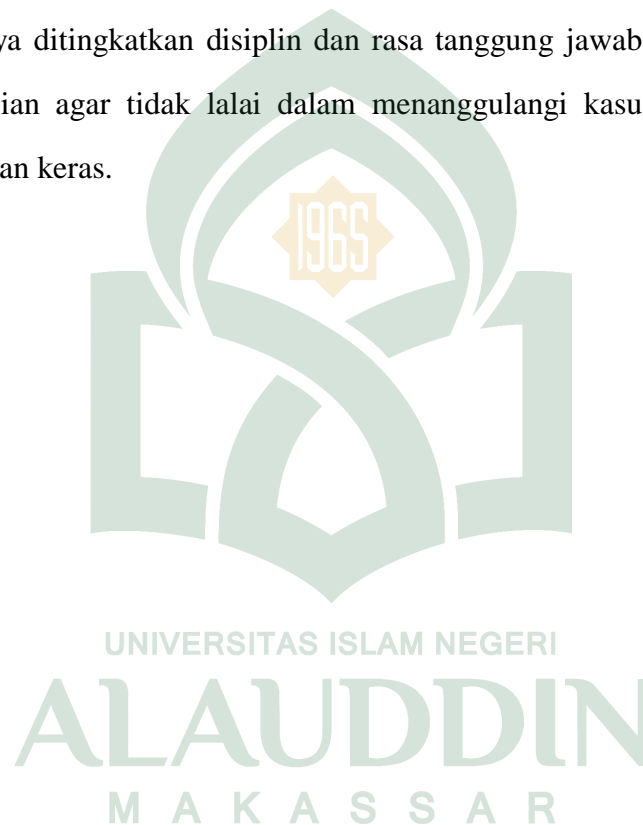 ya ditingkatkan disiplin dan rasa tanggung jawab
ian agar tidak lalai dalam menanggulangi kasu
an keras.
1965
UNIVERSITAS ISLAM NEGERI
ALAUDDIN
MAKASSAR